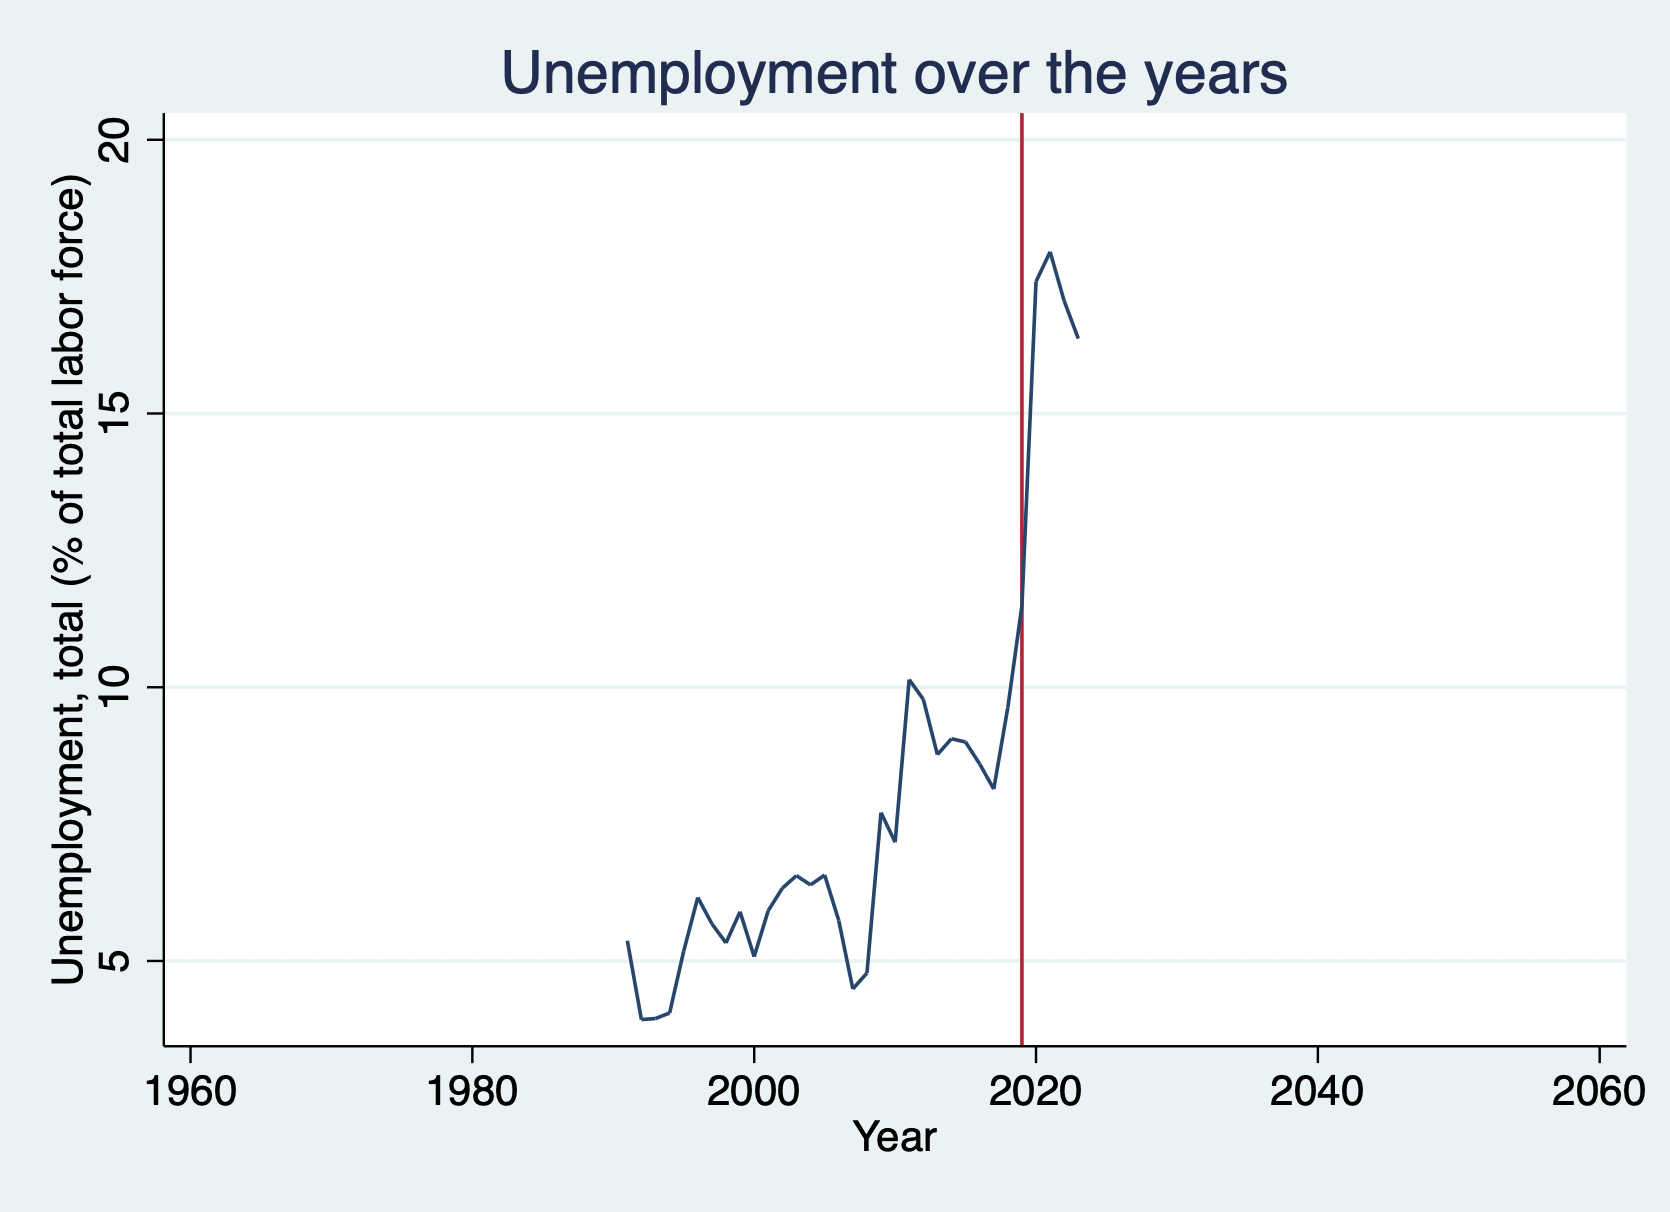 Unemployment over the years
Unemployment, total (% of total labor force)
20
15
10
5
1960 1980 2000 2020 2040 2060
Year